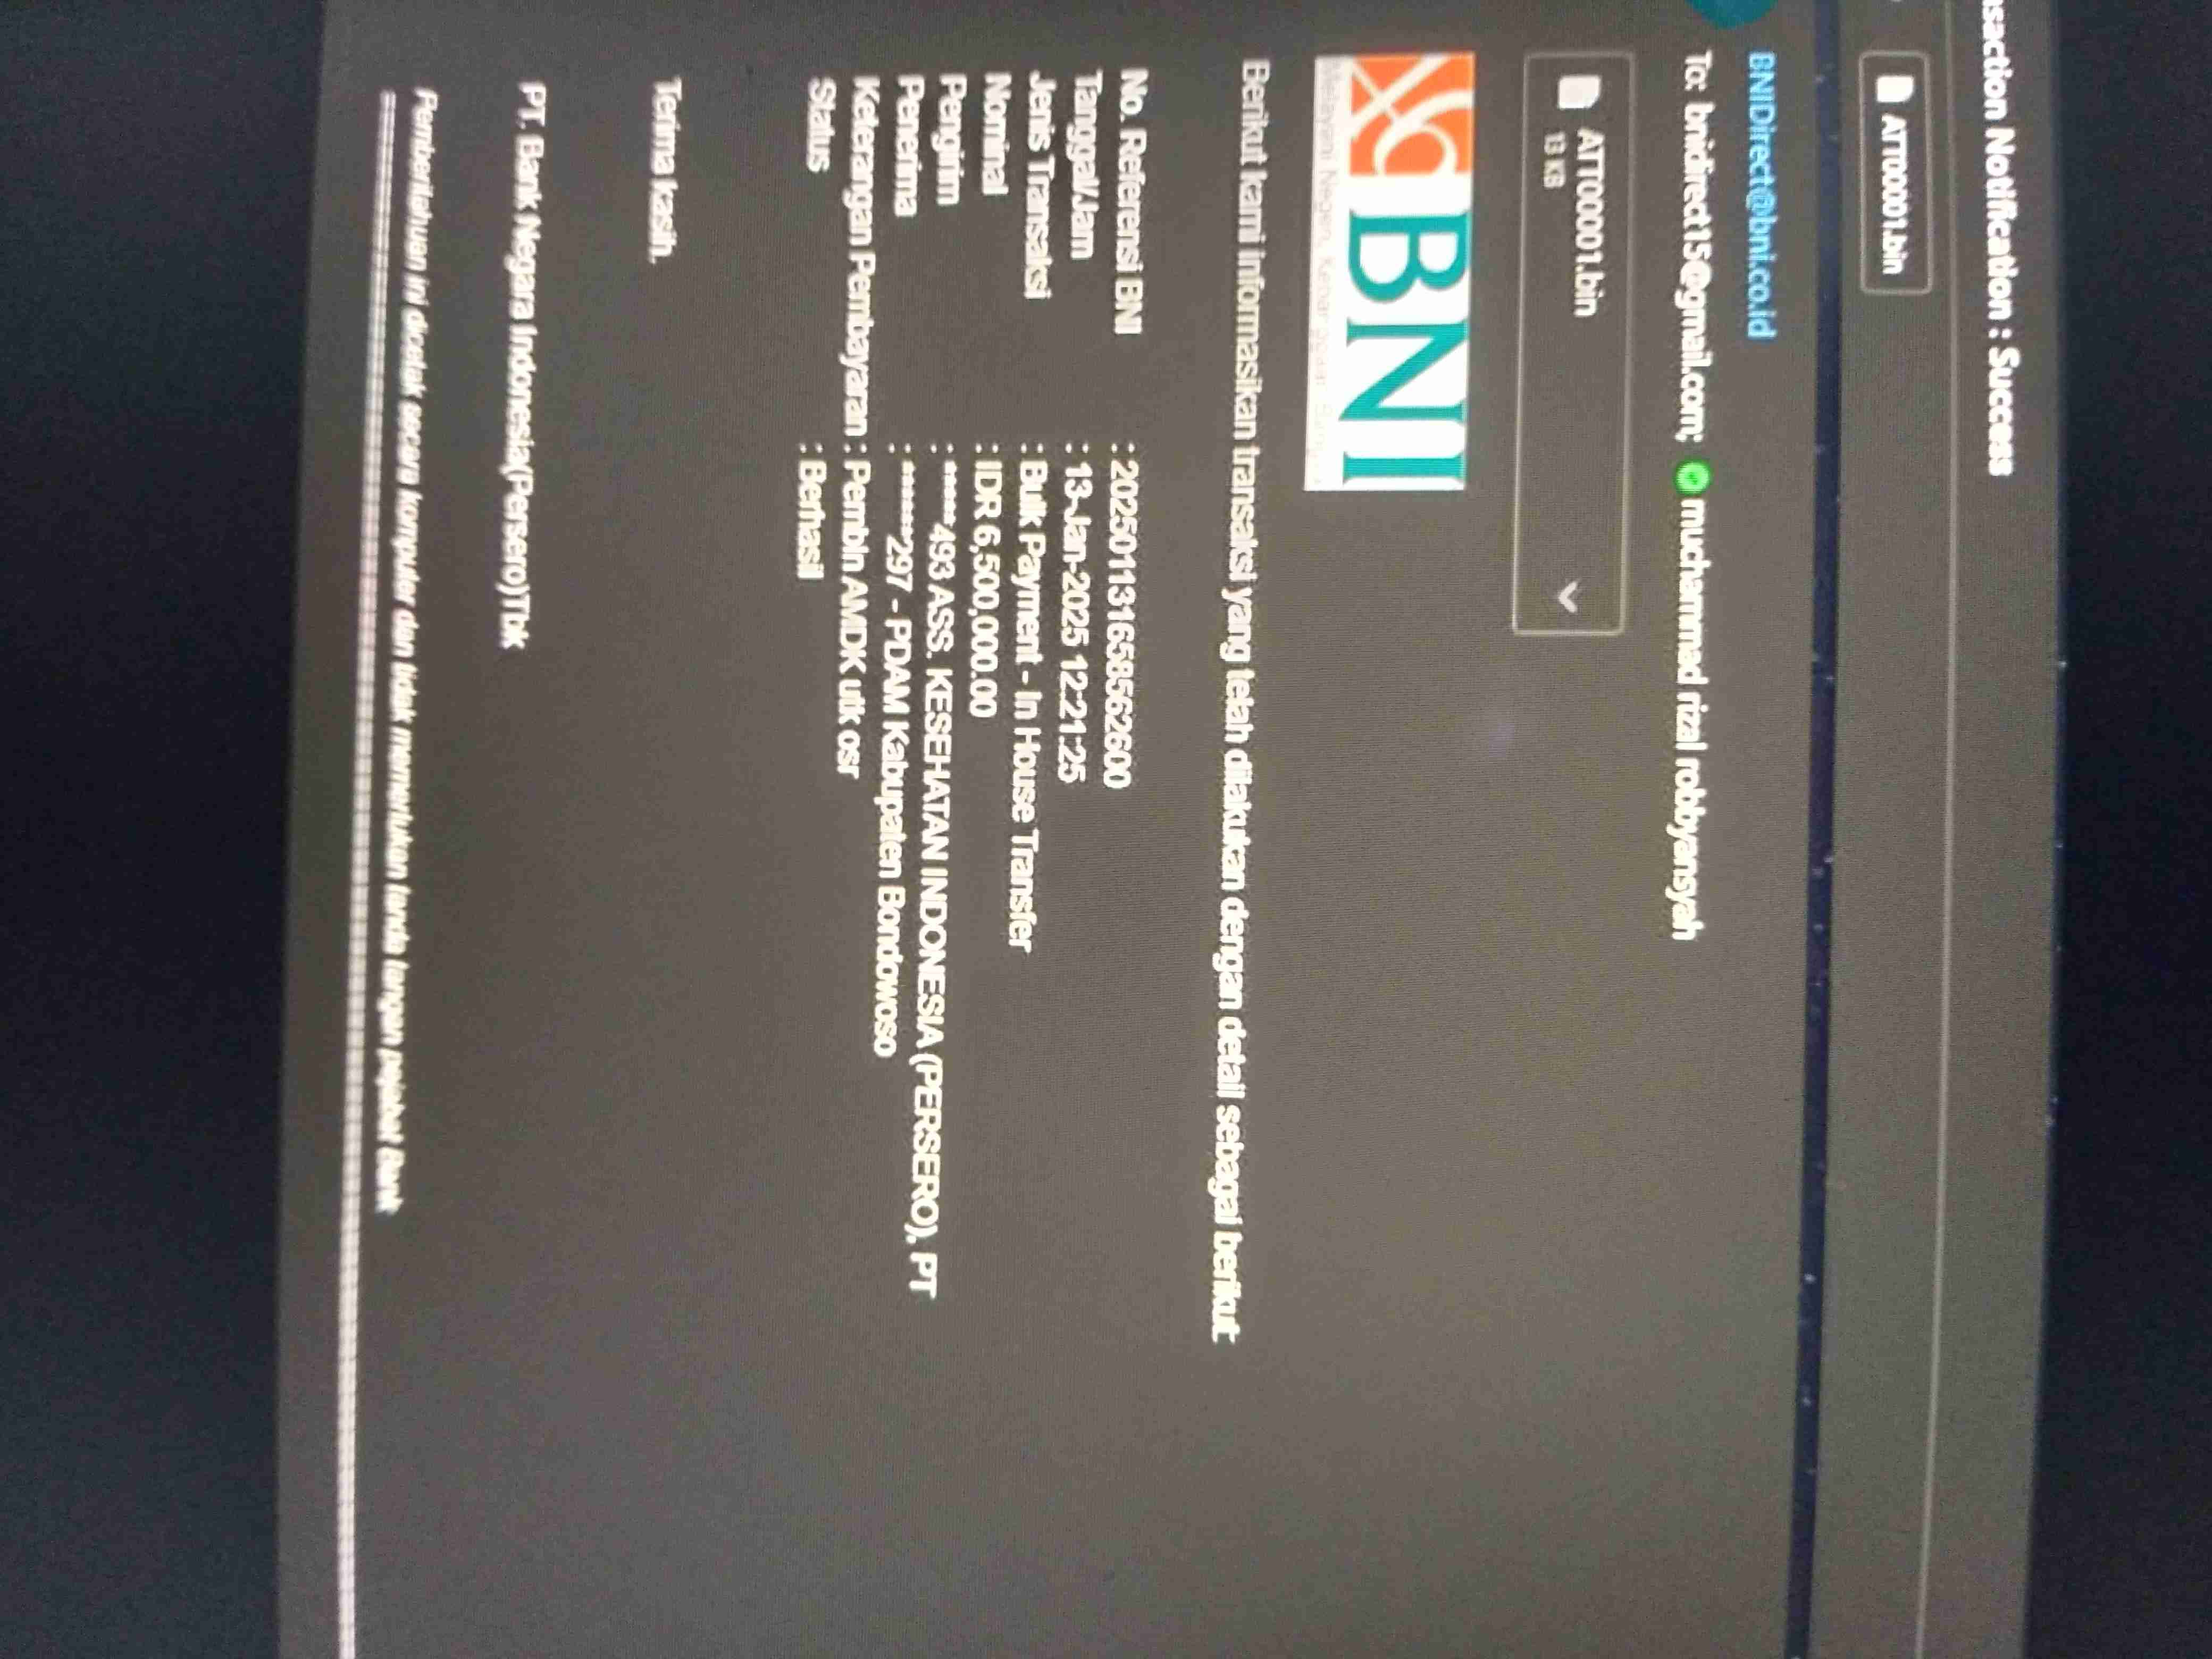 saction Notification : Success
ATT00001.bin
BNIDirect@bni.co.id
To: bnidirect15@gmail.com; muchammad rizal robbyansyah
ATT00001.bin
13 KB
BNI
Melayani Negeri, Kebanggaan Bangsa
Berikut kami informasikan transaksi yang telah dilakukan dengan detail sebagai berikut:
No. Referensi BNI : 202501131658562600
Tanggal/Jam : 13-Jan-2025 12:21:25
Jenis Transaksi : Bulk Payment - In House Transfer
Nominal : IDR 6,500,000.00
Pengirim : ******493 ASS. KESEHATAN INDONESIA (PERSERO), PT
Penerima : *******297 - PDAM Kabupaten Bondowoso
Keterangan Pembayaran : Pembln AMDK utk osr
Status : Berhasil
Terima kasih.
PT. Bank Negara Indonesia(Persero)Tbk
Pemberitahuan ini dicetak secara komputer dan tidak memerlukan tanda tangan pejabat Bank